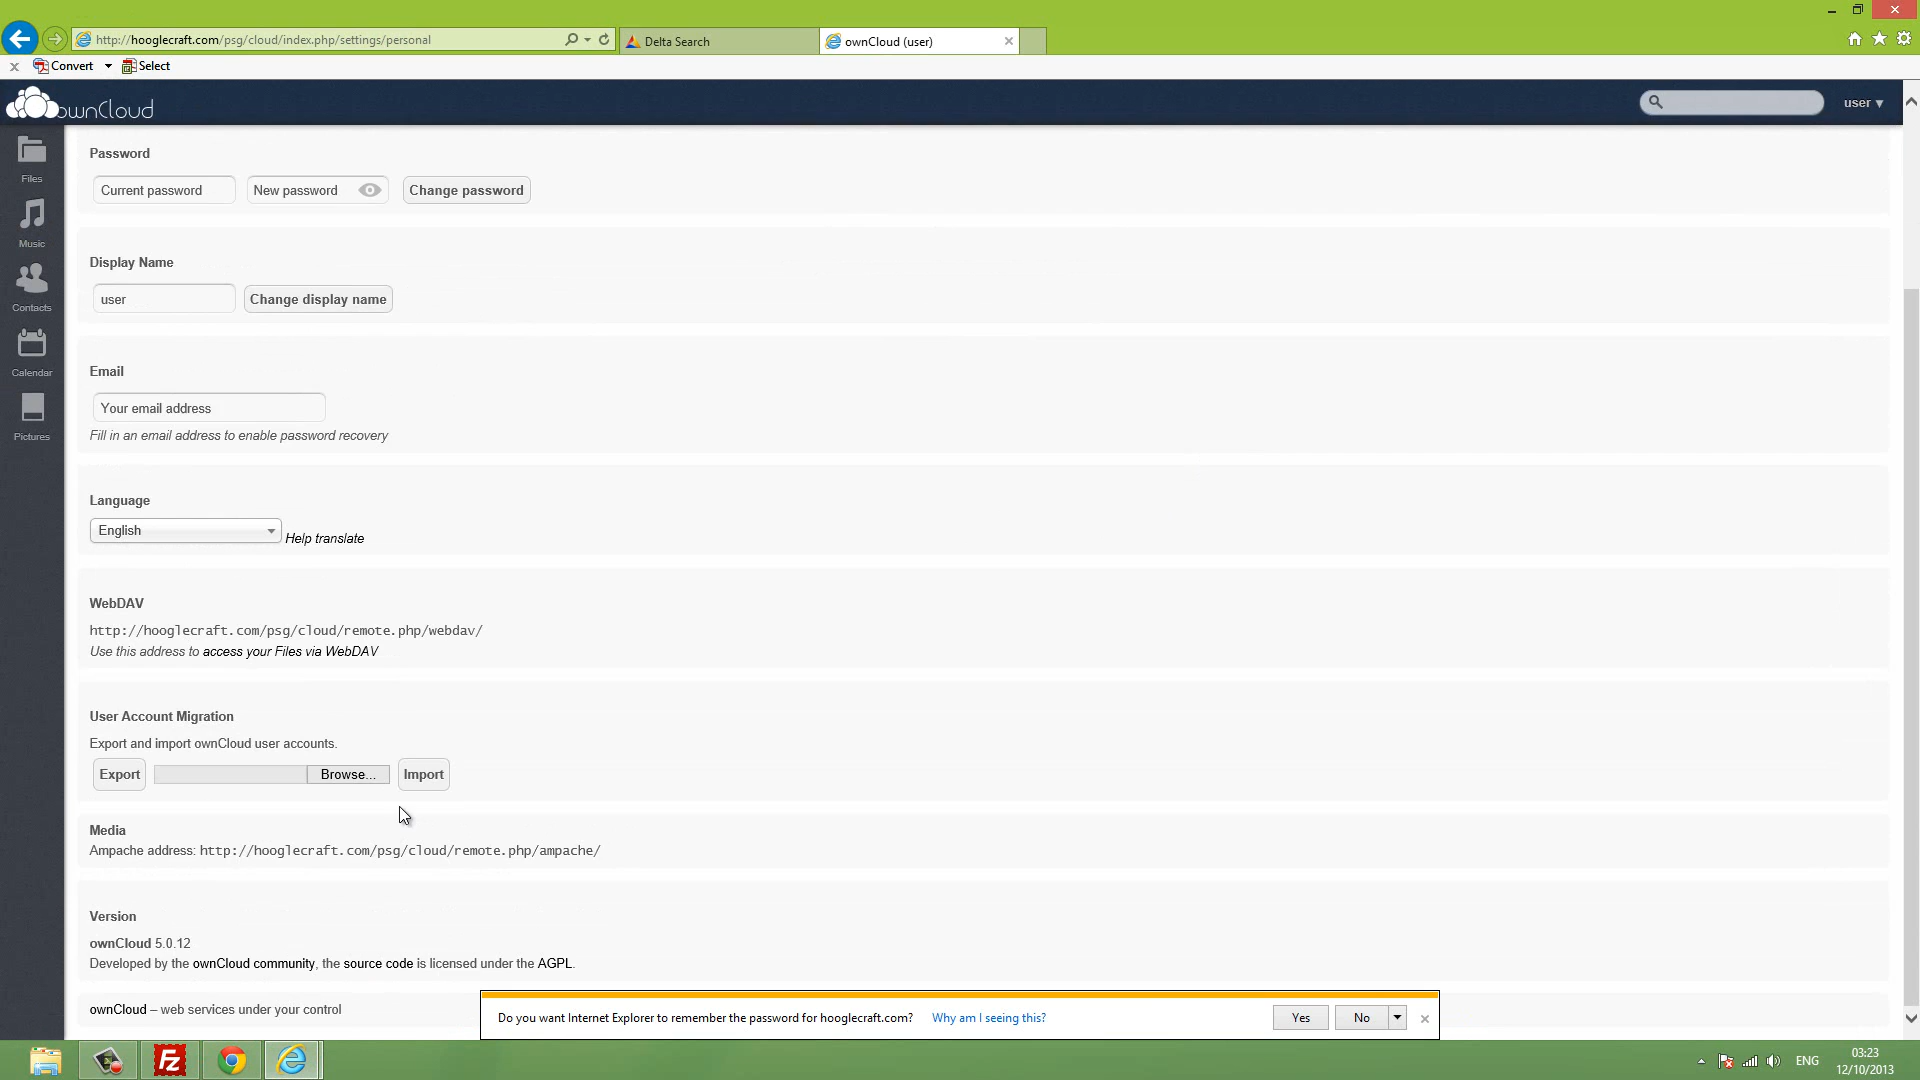 http://hooglecraft.com/psg/cloud/index.php/settings/personal
Delta Search
ownCloud (user)
Convert
Select
ownCloud
user
Files
Music
Contacts
Calendar
Pictures
Password
Current password
New password
Change password
Display Name
user
Change display name
Email
Your email address
Fill in an email address to enable password recovery
Language
English
Help translate
WebDAV
http://hooglecraft.com/psg/cloud/remote.php/webdav/
Use this address to access your Files via WebDAV
User Account Migration
Export and import ownCloud user accounts.
Export
Browse...
Import
Media
Ampache address: http://hooglecraft.com/psg/cloud/remote.php/ampache/
Version
ownCloud 5.0.12
Developed by the ownCloud community, the source code is licensed under the AGPL.
ownCloud – web services under your control
Do you want Internet Explorer to remember the password for hooglecraft.com?
Why am I seeing this?
Yes
No
Fz
ENG
03:23
12/10/2013